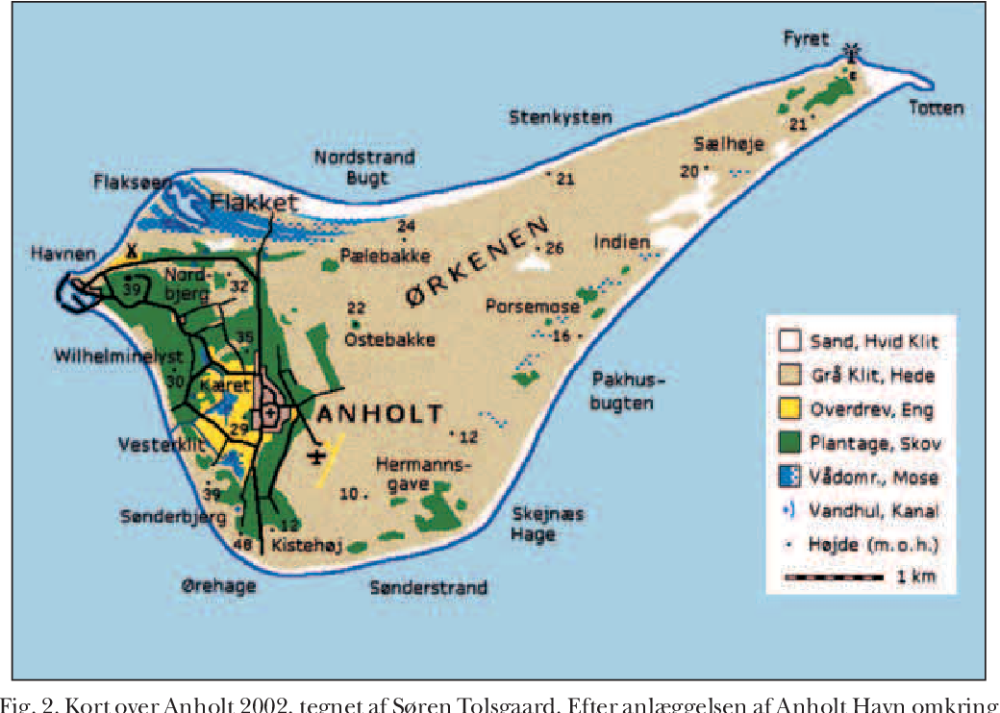 Fyret
Totten
Stenkysten
21
Sælhøje
Nordstrand
Bugt
20
21
Flaksøen
Flakket
24
ØRKENEN
26
Indien
Havnen
Pælebakke
Nord-
bjerg
39
32
22
Porsemose
Ostebakke
16
35
Sand, Hvid Klit
Wilhelminelyst
30
Grå Klit, Hede
Kæret
Pakhus-
bugten
Overdrev, Eng
ANHOLT
29
12
Plantage, Skov
Vesterklit
Hermanns-
gave
Vådomr., Mose
39
10
Vandhul, Kanal
Sønderbjerg
Skejnæs
Hage
12
48
Kistehøj
Højde (m.o.h.)
1 km
Ørehage
Sønderstrand
Fig. 2. Kort over Anholt 2002, tegnet af Søren Tolsgaard. Efter anlæggelsen af Anholt Havn omkring